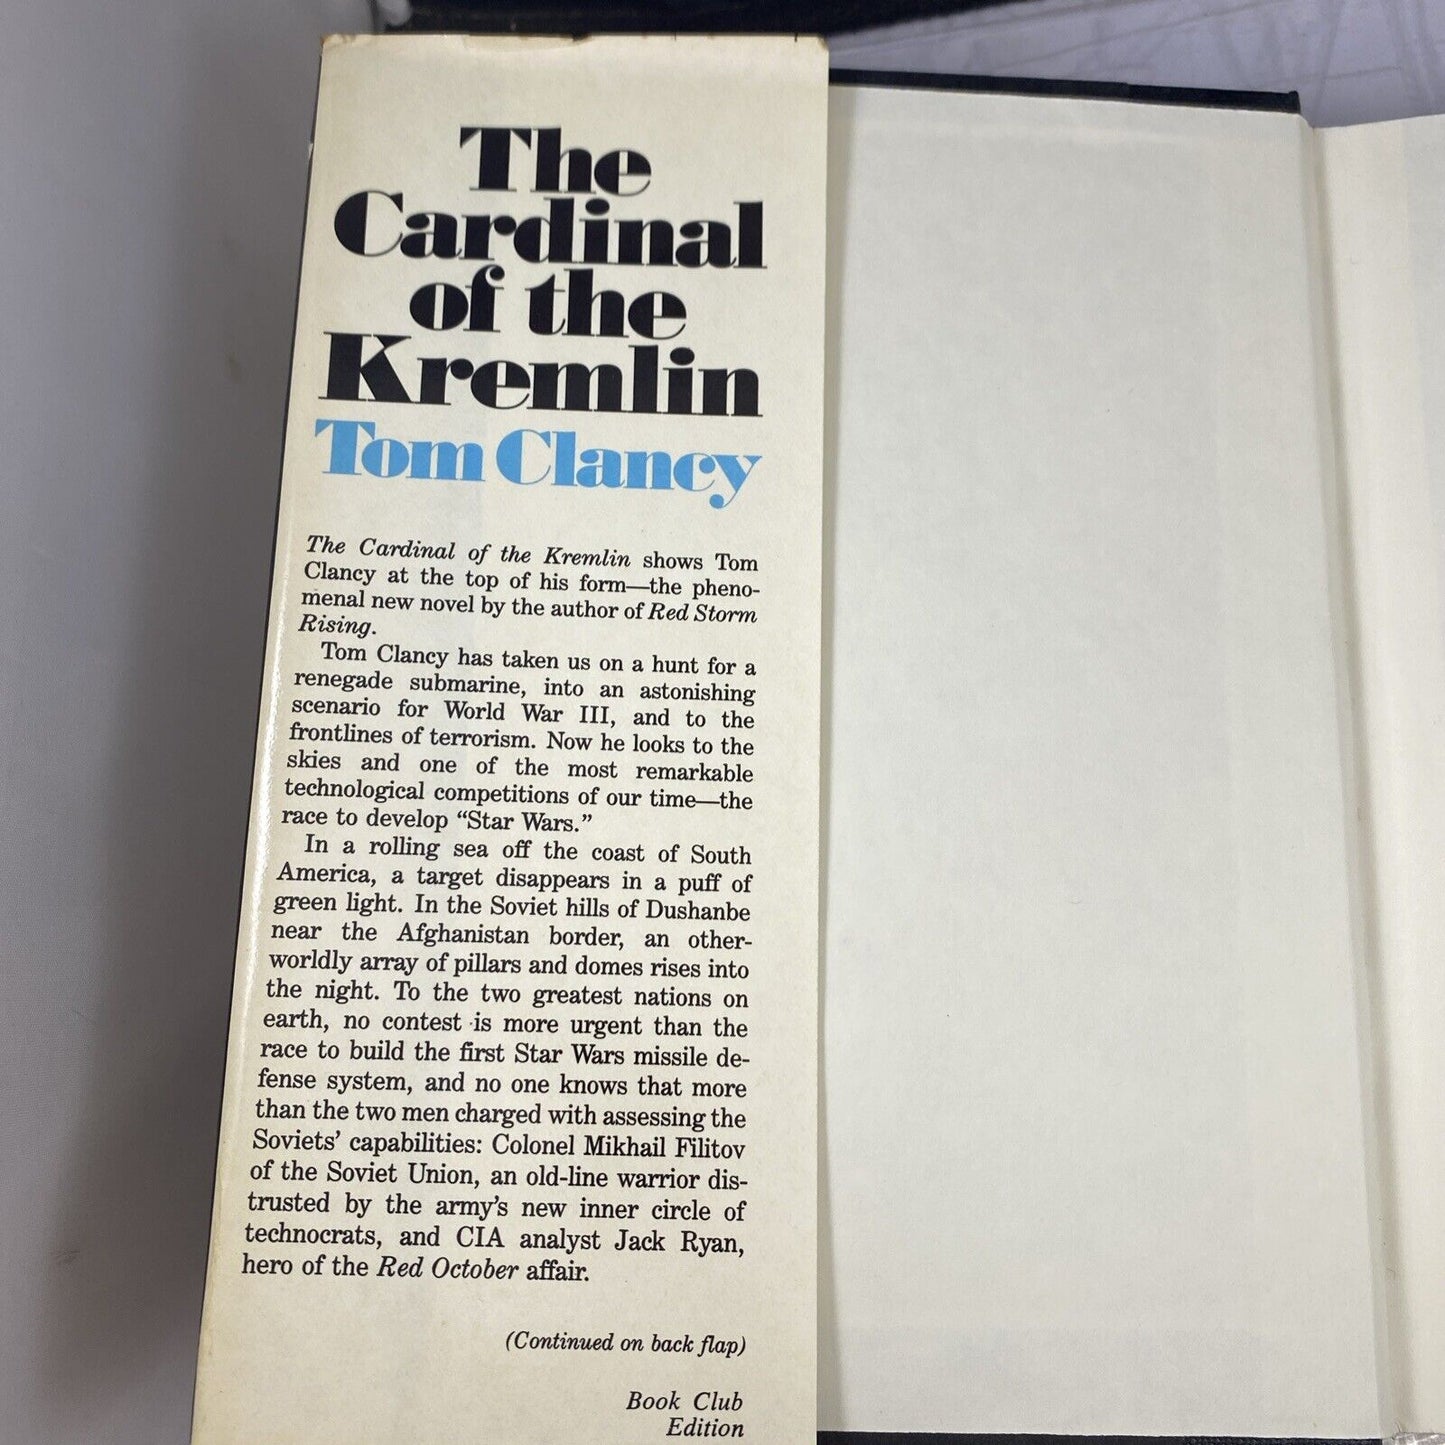 The
Cardinal
of the
Kremlin
Tom Clancy
The Cardinal of the Kremlin shows Tom
Clancy at the top of his form—the pheno-
menal new novel by the author of Red Storm
Rising.
Tom Clancy has taken us on a hunt for a
renegade submarine, into an astonishing
scenario for World War III, and to the
frontlines of terrorism. Now he looks to the
skies and one of the most remarkable
technological competitions of our time—the
race to develop “Star Wars.”
In a rolling sea off the coast of South
America, a target disappears in a puff of
green light. In the Soviet hills of Dushanbe
near the Afghanistan border, an other-
worldly array of pillars and domes rises into
the night. To the two greatest nations on
earth, no contest is more urgent than the
race to build the first Star Wars missile de-
fense system, and no one knows that more
than the two men charged with assessing the
Soviets’ capabilities: Colonel Mikhail Filitov
of the Soviet Union, an old-line warrior dis-
trusted by the army’s new inner circle of
technocrats, and CIA analyst Jack Ryan,
hero of the Red October affair.
(Continued on back flap)
Book Club
Edition